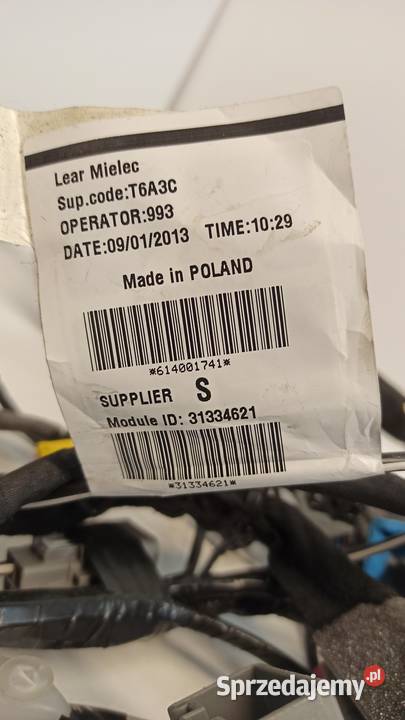 Lear Mielec
Sup.code:T6A3C
OPERATOR:993
DATE:09/01/2013 TIME:10:29
Made in POLAND
*614001741*
SUPPLIER S
Module ID: 31334621
*31334621*
Sprzedajemy.pl